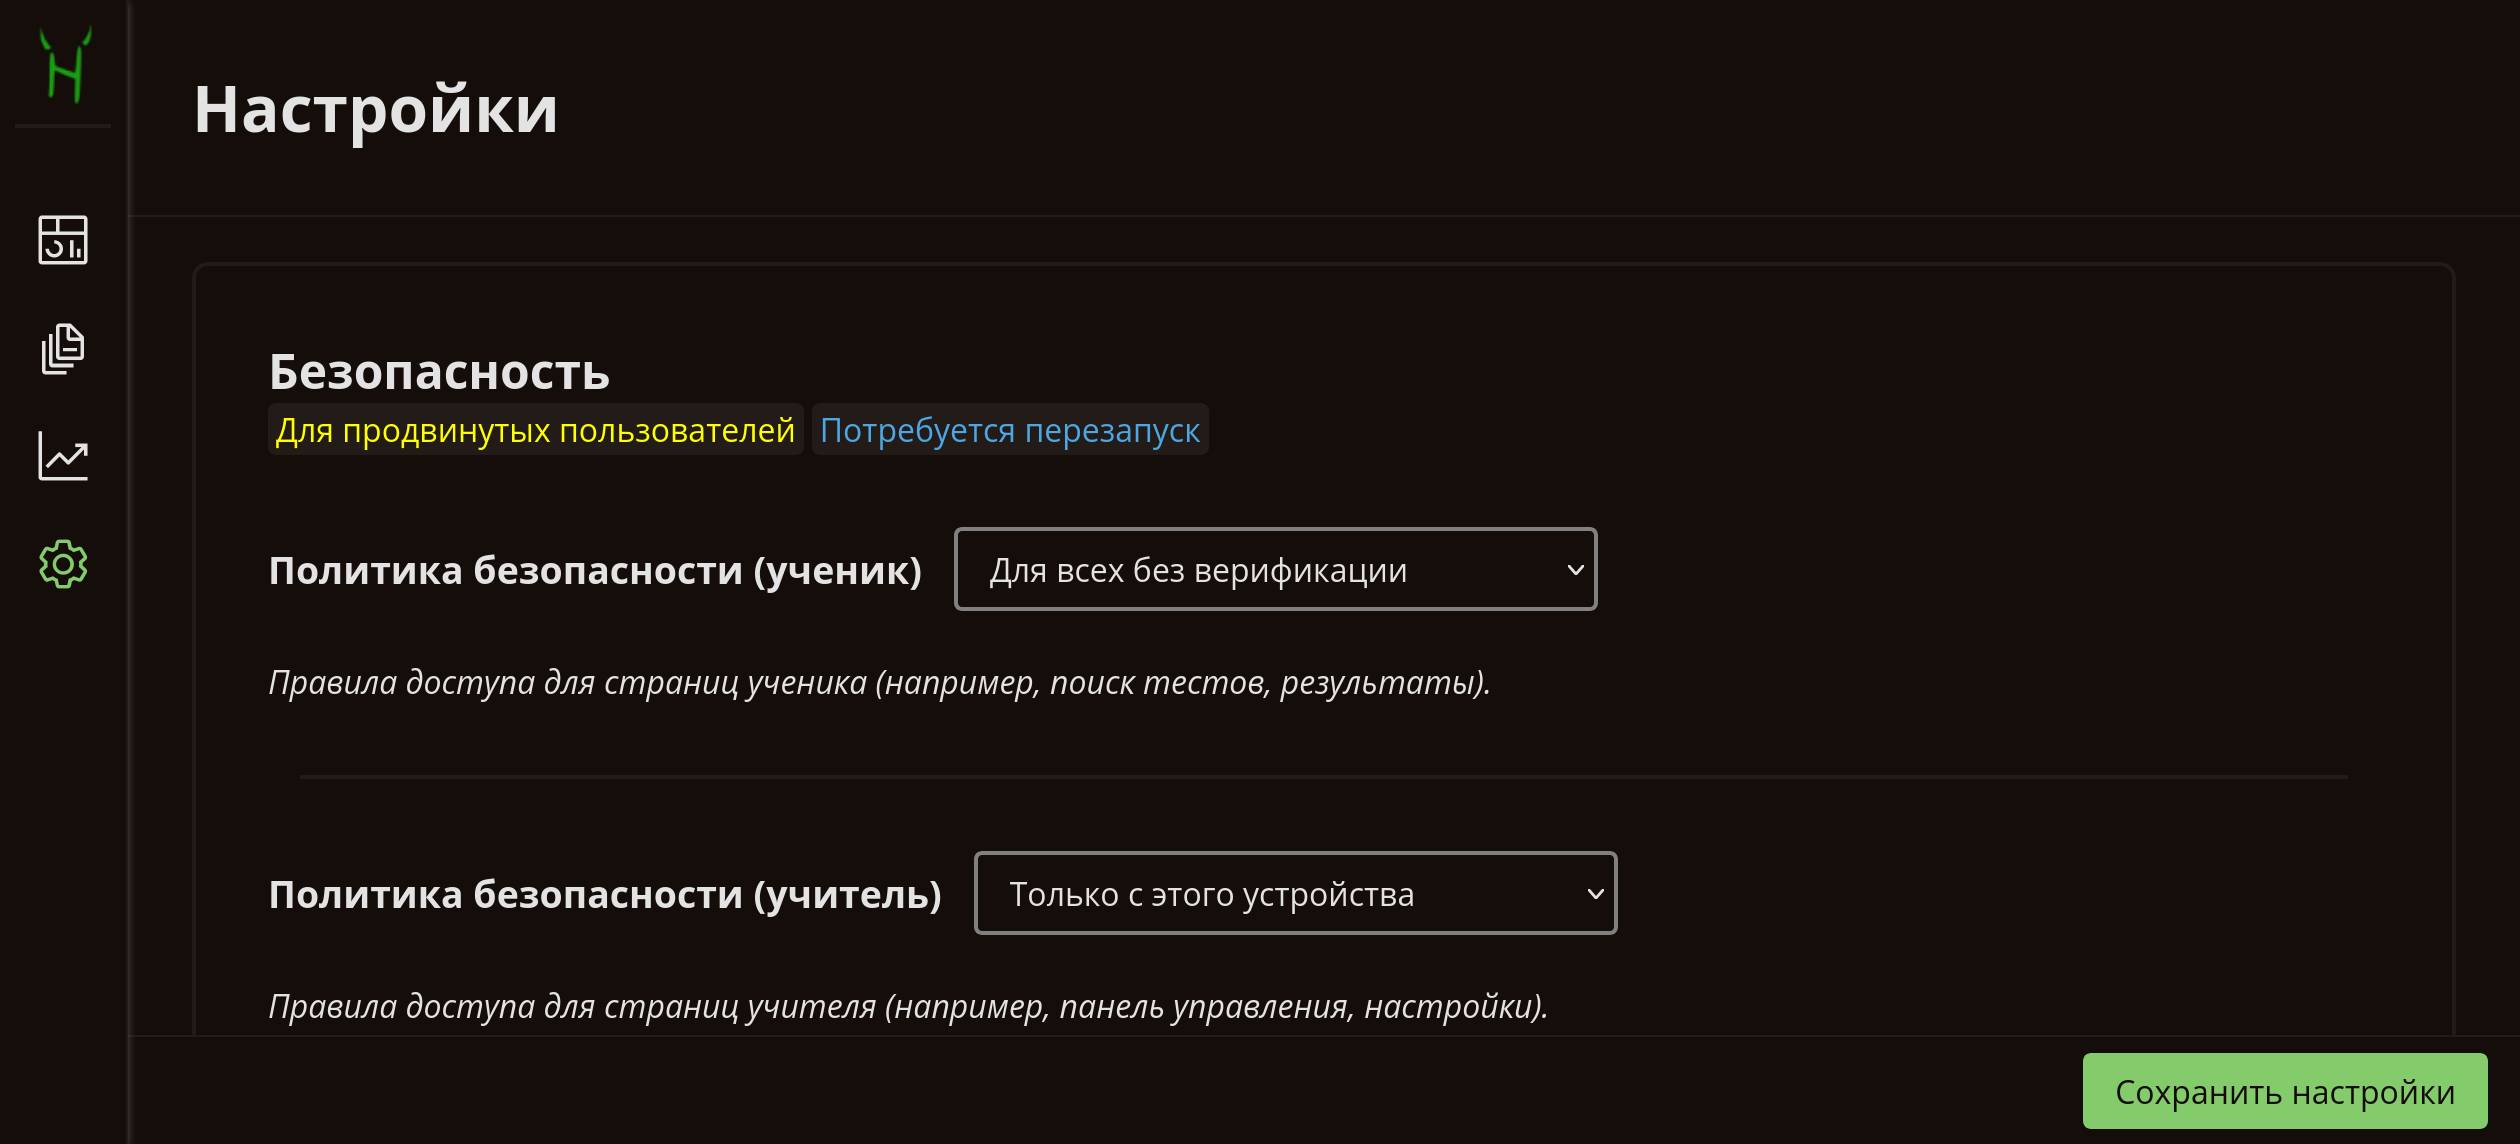 Настройки
Безопасность
Для продвинутых пользователей Потребуется перезапуск
Политика безопасности (ученик) Для всех без верификации
Правила доступа для страниц ученика (например, поиск тестов, результаты).
Политика безопасности (учитель) Только с этого устройства
Правила доступа для страниц учителя (например, панель управления, настройки).
Сохранить настройки